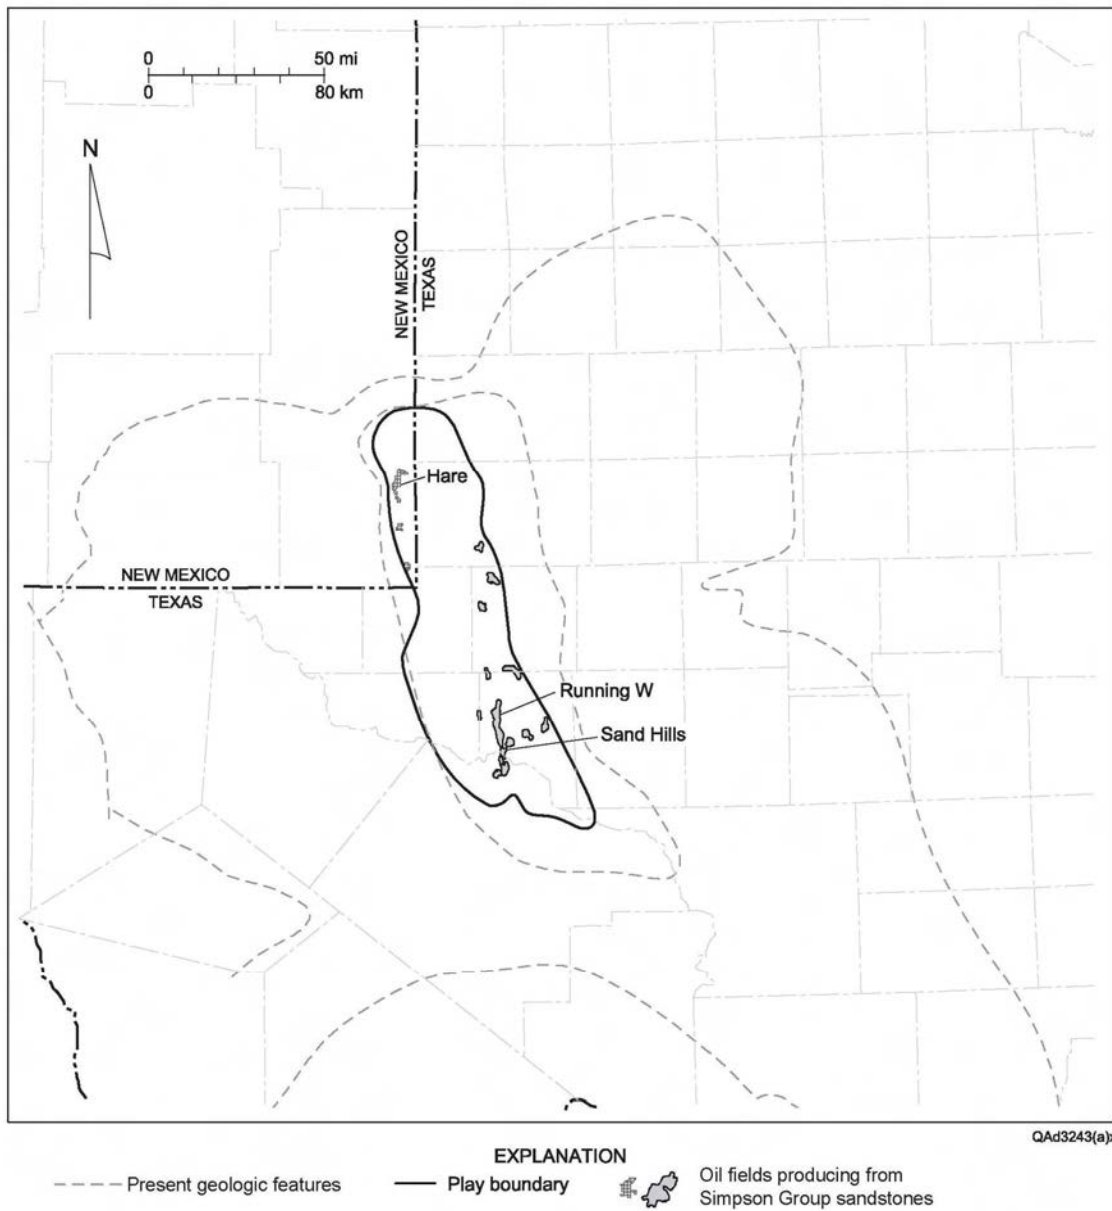 0 50 mi
0 80 km
N
NEW MEXICO
TEXAS
Hare
NEW MEXICO
TEXAS
Running W
Sand Hills
QAd3243(a)x
EXPLANATION
Present geologic features
Play boundary
Oil fields producing from
Simpson Group sandstones